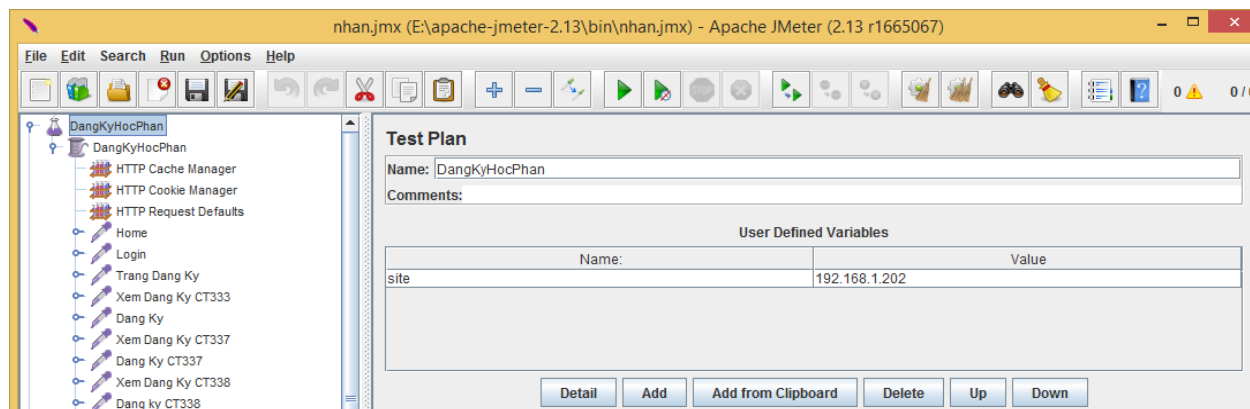 nhan.jmx (E:\apache-jmeter-2.13\bin\nhan.jmx) - Apache JMeter (2.13 r1665067)
File Edit Search Run Options Help
STOP
0
0 /
DangKyHocPhan
DangKyHocPhan
HTTP Cache Manager
HTTP Cookie Manager
HTTP Request Defaults
Home
Login
Trang Dang Ky
Xem Dang Ky CT333
Dang Ky
Xem Dang Ky CT337
Dang Ky CT337
Xem Dang Ky CT338
Dang ky CT338
Test Plan
Name: DangKyHocPhan
Comments:
User Defined Variables
Name: Value
site 192.168.1.202
Detail Add Add from Clipboard Delete Up Down